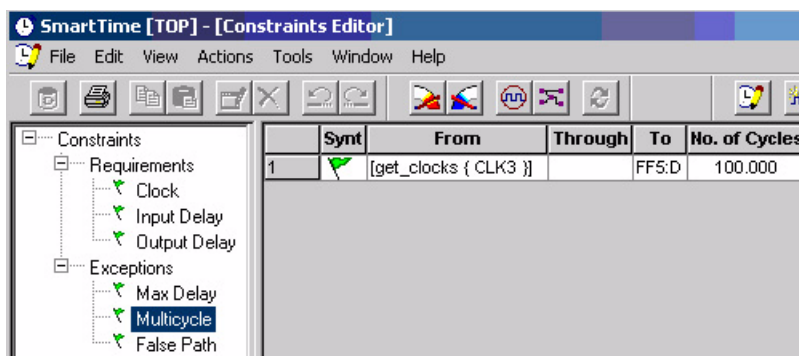 SmartTime [TOP] - [Constraints Editor]
File Edit View Actions Tools Window Help
Constraints
Requirements
Clock
Input Delay
Output Delay
Exceptions
Max Delay
Multicycle
False Path
Synt From Through To No. of Cycles
1 [get_clocks { CLK3 }] FF5:D 100.000